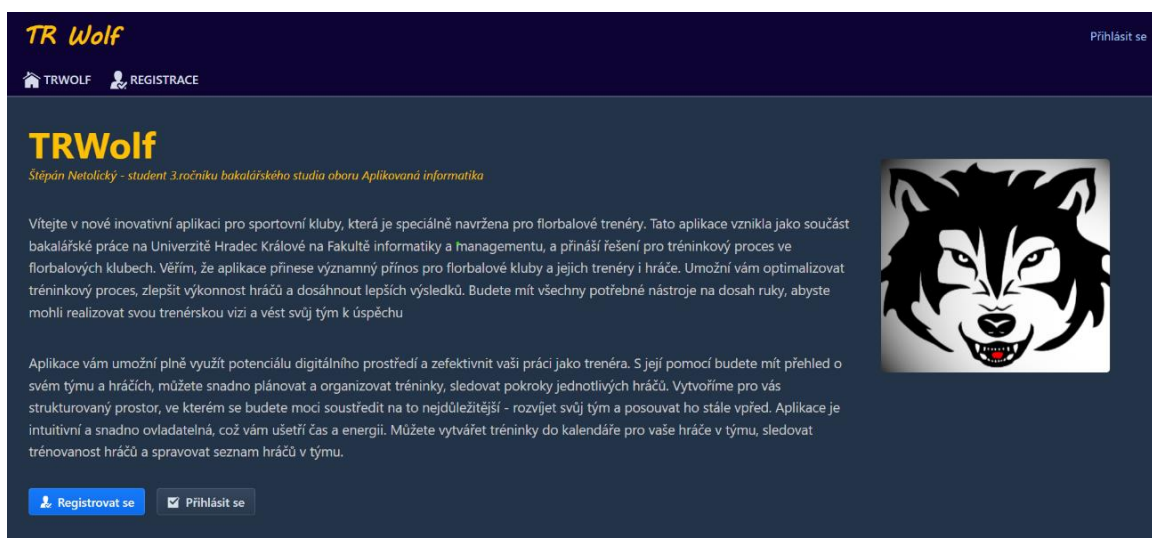 TR Wolf
Přihlásit se
TRWOLF
REGISTRACE
TRWolf
Štěpán Netolický - student 3.ročníku bakalářského studia oboru Aplikovaná informatika
Vítejte v nové inovativní aplikaci pro sportovní kluby, která je speciálně navržena pro florbalové trenéry. Tato aplikace vznikla jako součást
bakalářské práce na Univerzitě Hradec Králové na Fakultě informatiky a managementu, a přináší řešení pro tréninkový proces ve
florbalových klubech. Věřím, že aplikace přinese významný přínos pro florbalové kluby a jejich trenéry i hráče. Umožní vám optimalizovat
tréninkový proces, zlepšit výkonnost hráčů a dosáhnout lepších výsledků. Budete mít všechny potřebné nástroje na dosah ruky, abyste
mohli realizovat svou trenérskou vizi a vést svůj tým k úspěchu
Aplikace vám umožní plně využít potenciálu digitálního prostředí a zefektivnit vaši práci jako trenéra. S její pomocí budete mít přehled o
svém týmu a hráčích, můžete snadno plánovat a organizovat tréninky, sledovat pokroky jednotlivých hráčů. Vytvoříme pro vás
strukturovaný prostor, ve kterém se budete moci soustředit na to nejdůležitější - rozvíjet svůj tým a posouvat ho stále vpřed. Aplikace je
intuitivní a snadno ovladatelná, což vám ušetří čas a energii. Můžete vytvářet tréninky do kalendáře pro vaše hráče v týmu, sledovat
trénovanost hráčů a spravovat seznam hráčů v týmu.
Registrovat se
Přihlásit se